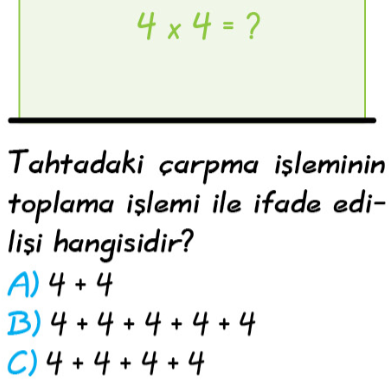 4 x 4 = ?
Tahtadaki çarpma işleminin
toplama işlemi ile ifade edi-
lişi hangisidir?
A) 4 + 4
B) 4 + 4 + 4 + 4 + 4
C) 4 + 4 + 4 + 4